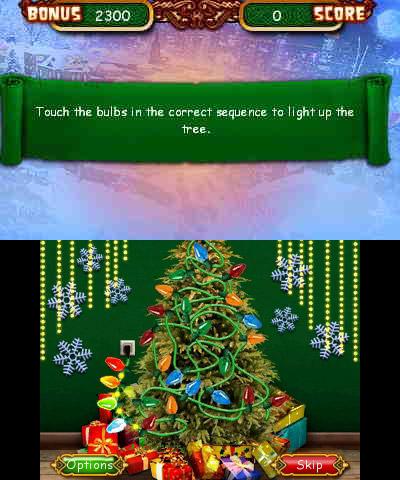 BONUS 2300 0 SCORE
Touch the bulbs in the correct sequence to light up the
tree.
Options Skip